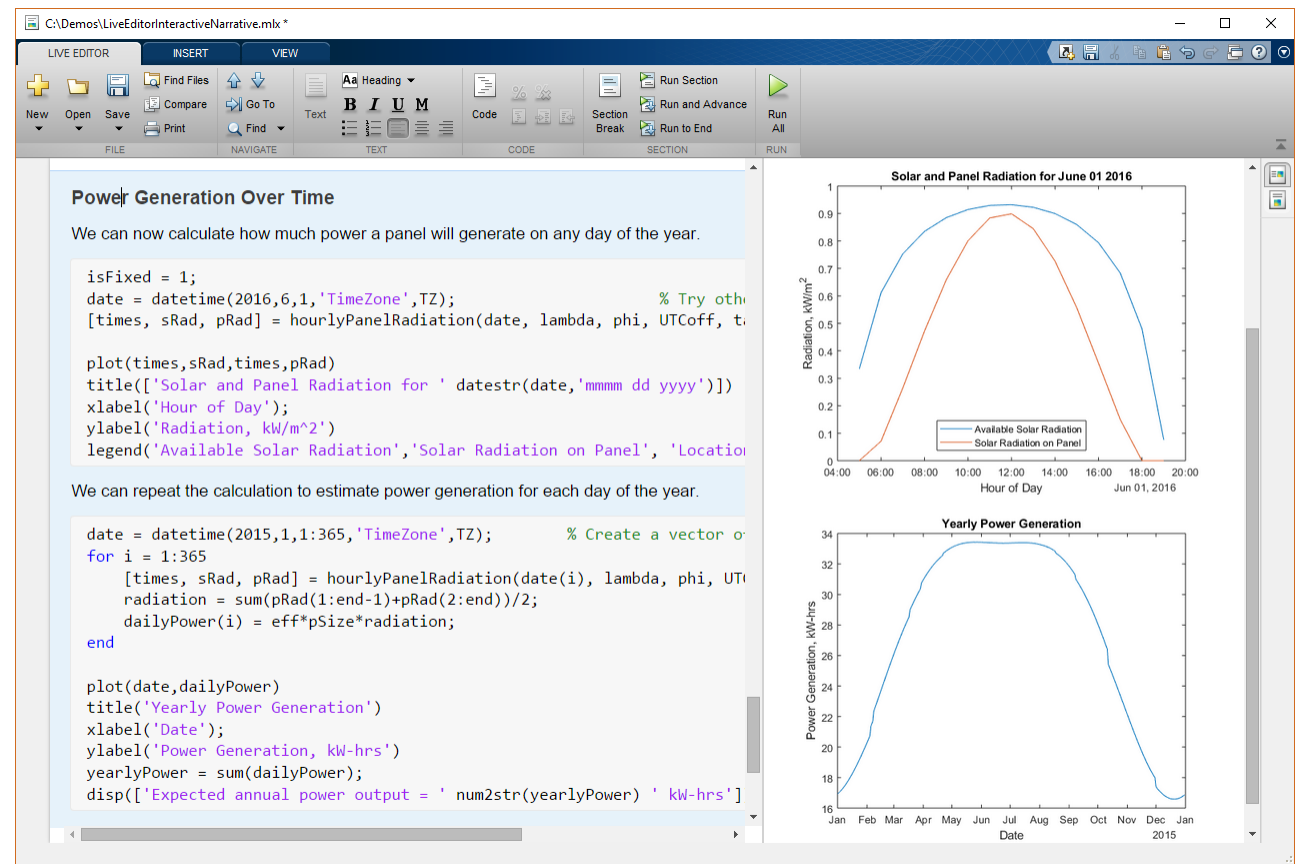 C:\Demos\LiveEditorInteractiveNarrative.mlx *
LIVE EDITOR INSERT VIEW
New Open Save Find Files Compare Print
FILE
Go To Find
NAVIGATE
Text Aa Heading
B I U M
TEXT
Code
CODE
Section Break Run Section Run and Advance Run to End
SECTION
Run All
RUN
Power Generation Over Time
We can now calculate how much power a panel will generate on any day of the year.
isFixed = 1;
date = datetime(2016,6,1,'TimeZone',TZ); % Try othe
[times, sRad, pRad] = hourlyPanelRadiation(date, lambda, phi, UTCoff, ta
plot(times,sRad,times,pRad)
title(['Solar and Panel Radiation for ' datestr(date,'mmmm dd yyyy')])
xlabel('Hour of Day');
ylabel('Radiation, kW/m^2')
legend('Available Solar Radiation','Solar Radiation on Panel', 'Location
We can repeat the calculation to estimate power generation for each day of the year.
date = datetime(2015,1,1:365,'TimeZone',TZ); % Create a vector of
for i = 1:365
[times, sRad, pRad] = hourlyPanelRadiation(date(i), lambda, phi, UTC
radiation = sum(pRad(1:end-1)+pRad(2:end))/2;
dailyPower(i) = eff*pSize*radiation;
end
plot(date,dailyPower)
title('Yearly Power Generation')
xlabel('Date');
ylabel('Power Generation, kW-hrs')
yearlyPower = sum(dailyPower);
disp(['Expected annual power output = ' num2str(yearlyPower) ' kW-hrs']
Solar and Panel Radiation for June 01 2016
1
0.9
0.8
0.7
0.6
0.5
0.4
0.3
0.2
0.1
0
Radiation, kW/m2
Available Solar Radiation
Solar Radiation on Panel
04:00 06:00 08:00 10:00 12:00 14:00 16:00 18:00 20:00
Hour of Day Jun 01, 2016
Yearly Power Generation
34
32
30
28
26
24
22
20
18
16
Power Generation, kW-hrs
Jan Feb Mar Apr May Jun Jul Aug Sep Oct Nov Dec Jan
Date 2015